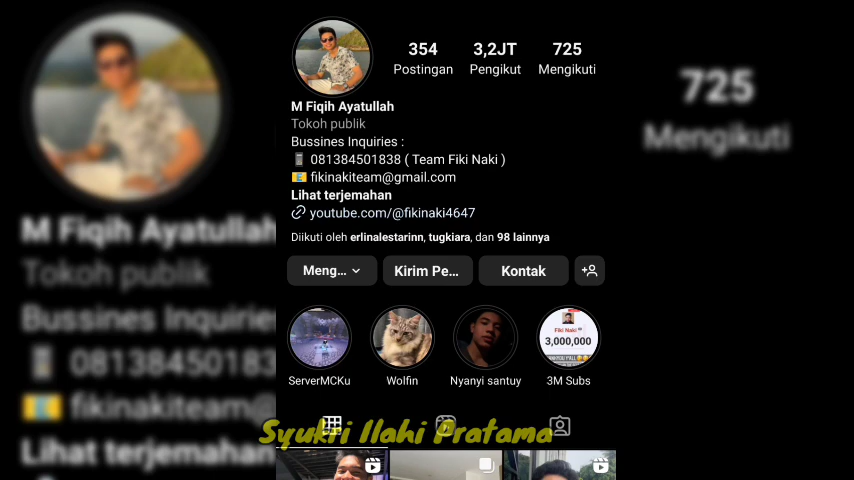 354 3,2JT 725
Postingan Pengikut Mengikuti
M Fiqih Ayatullah
Tokoh publik
Bussines Inquiries :
081384501838 ( Team Fiki Naki )
fikinakiteam@gmail.com
Lihat terjemahan
youtube.com/@fikinaki4647
Diikuti oleh erlinalestarinn, tugkiara, dan 98 lainnya
Meng... Kirim Pe... Kontak
Fiki Naki
3,000,000
ServerMCKu Wolfin Nyanyi santuy 3M Subs
Syukri Ilahi Pratama
725
Mengikuti
M Fiqih Ayatullah
Tokoh publik
Bussines Inquirie
0813845018
fikinakiteam@
Lihat terjemahan